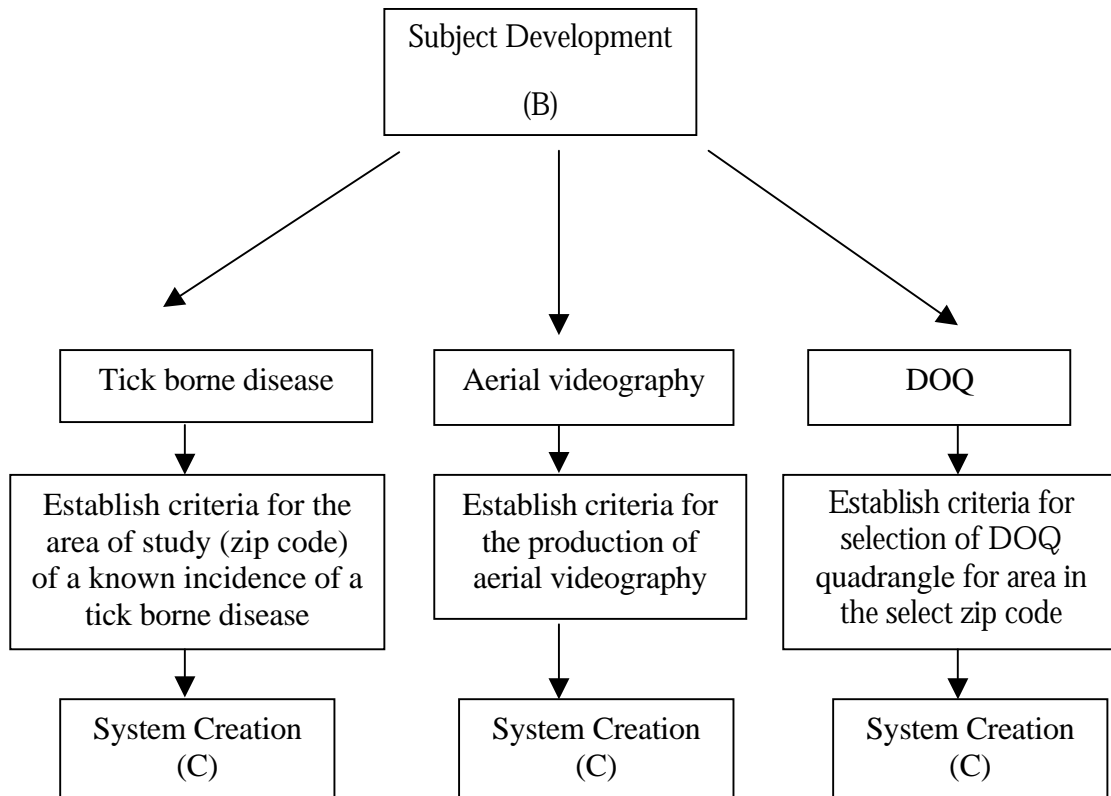 Subject Development
(B)
Tick borne disease
Aerial videography
DOQ
Establish criteria for the
area of study (zip code)
of a known incidence of a
tick borne disease
Establish criteria for
the production of
aerial videography
Establish criteria for
selection of DOQ
quadrangle for area in
the select zip code
System Creation
(C)
System Creation
(C)
System Creation
(C)